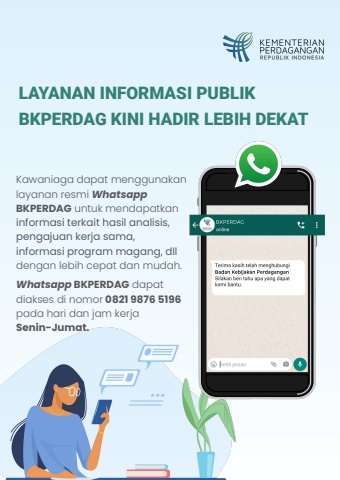 KEMENTERIAN
PERDAGANGAN
REPUBLIK INDONESIA
LAYANAN INFORMASI PUBLIK
BKPERDAG KINI HADIR LEBIH DEKAT
Kawaniaga dapat menggunakan
layanan resmi Whatsapp
BKPERDAG untuk mendapatkan
informasi terkait hasil analisis,
pengajuan kerja sama,
informasi program magang, dll
dengan lebih cepat dan mudah.
Whatsapp BKPERDAG dapat
diakses di nomor 0821 9876 5196
pada hari dan jam kerja
Senin-Jumat.
BKPERDAG
online
Terima kasih telah menghubungi
Badan Kebijakan Perdagangan
Silakan beri tahu apa yang dapat
kami bantu
Ketik pesan